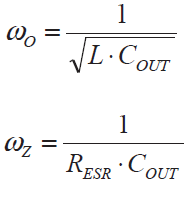 ω_O = 1 / √(L · C_OUT)
ω_Z = 1 / (R_ESR · C_OUT)